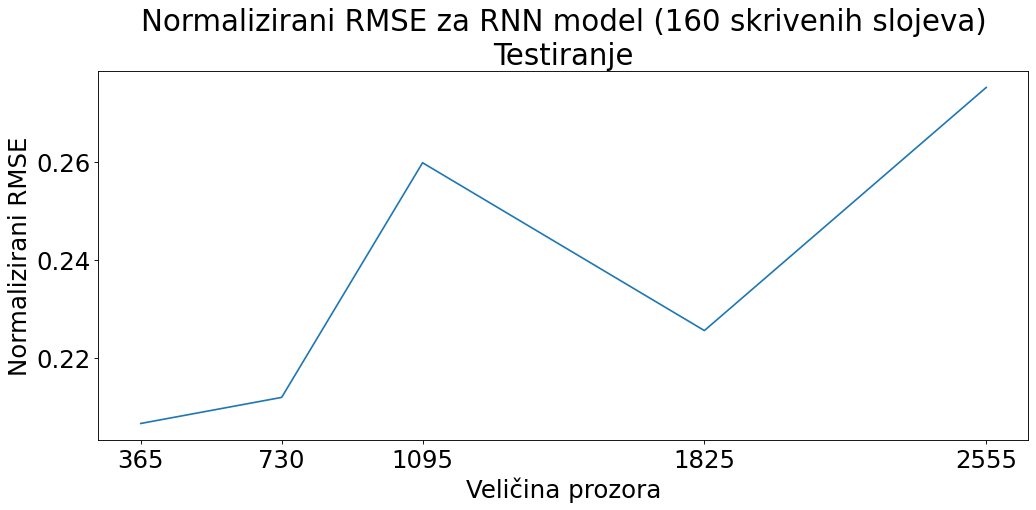 Normalizirani RMSE za RNN model (160 skrivenih slojeva)
Testiranje
Normalizirani RMSE
0.26
0.24
0.22
365 730 1095 1825 2555
Veličina prozora